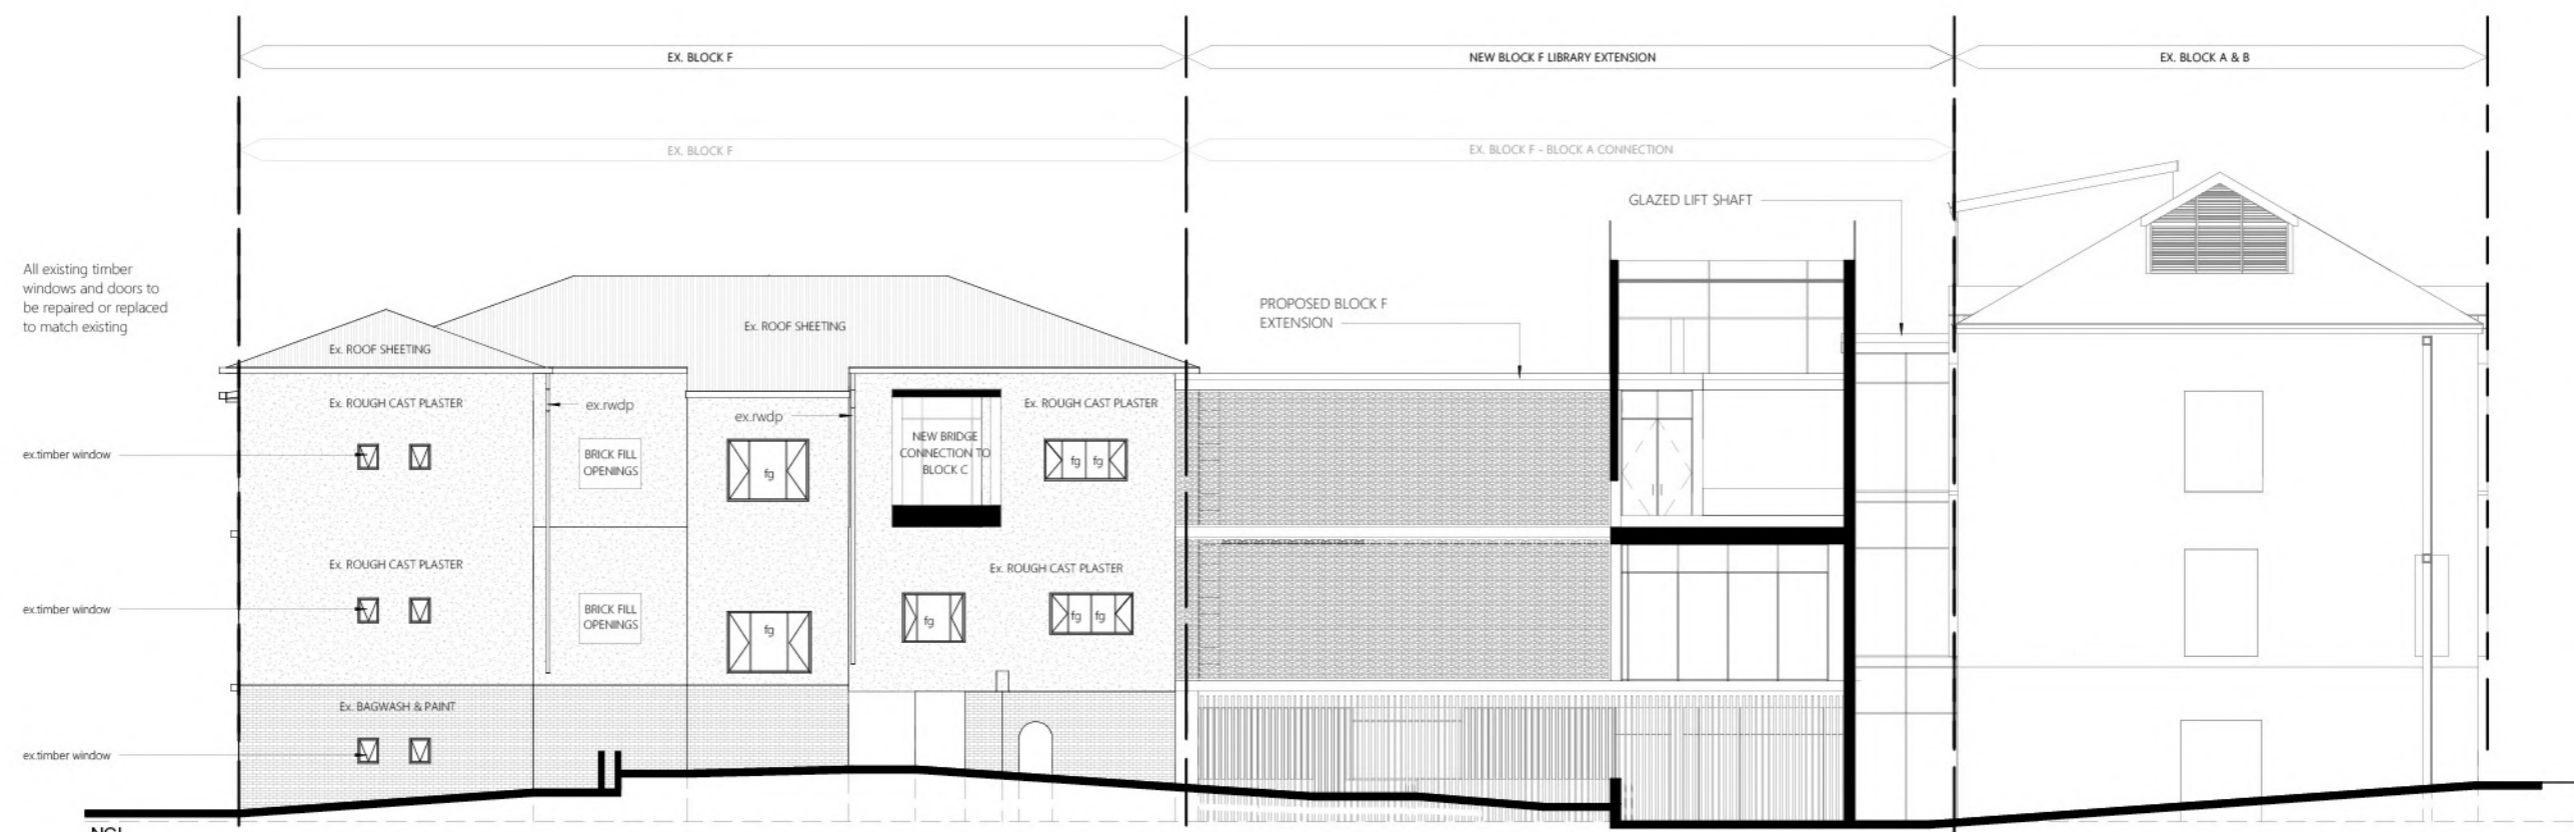 EX. BLOCK F
NEW BLOCK F LIBRARY EXTENSION
EX. BLOCK A & B
EX. BLOCK F
EX. BLOCK F - BLOCK A CONNECTION
GLAZED LIFT SHAFT
All existing timber
windows and doors to
be repaired or replaced
to match existing
PROPOSED BLOCK F
EXTENSION
Ex. ROOF SHEETING
Ex. ROOF SHEETING
Ex. ROUGH CAST PLASTER
ex.rwdp
ex.rwdp
Ex. ROUGH CAST PLASTER
ex.timber window
BRICK FILL
OPENINGS
fg
NEW BRIDGE
CONNECTION TO
BLOCK C
fg fg
Ex. ROUGH CAST PLASTER
Ex. ROUGH CAST PLASTER
ex.timber window
BRICK FILL
OPENINGS
fg
fg
fg fg
Ex. BAGWASH & PAINT
ex.timber window